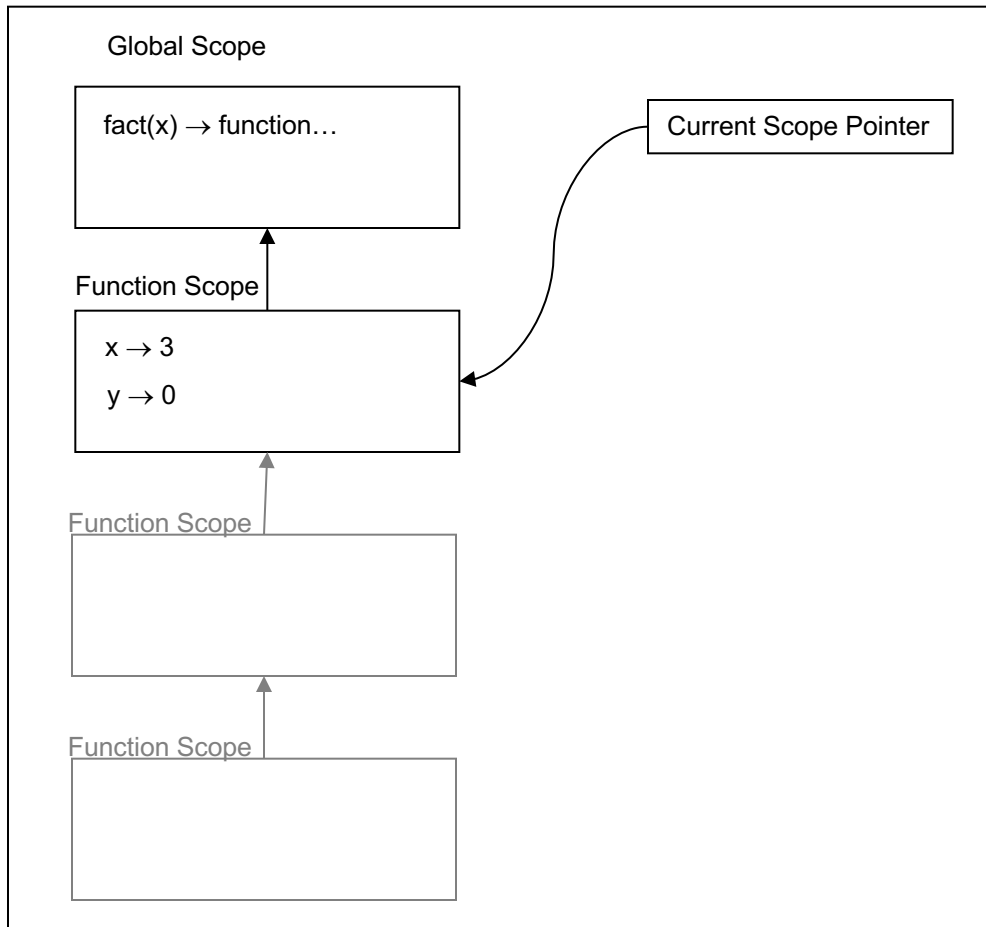 Global Scope
fact(x) → function…
Current Scope Pointer
Function Scope
x → 3
y → 0
Function Scope
Function Scope